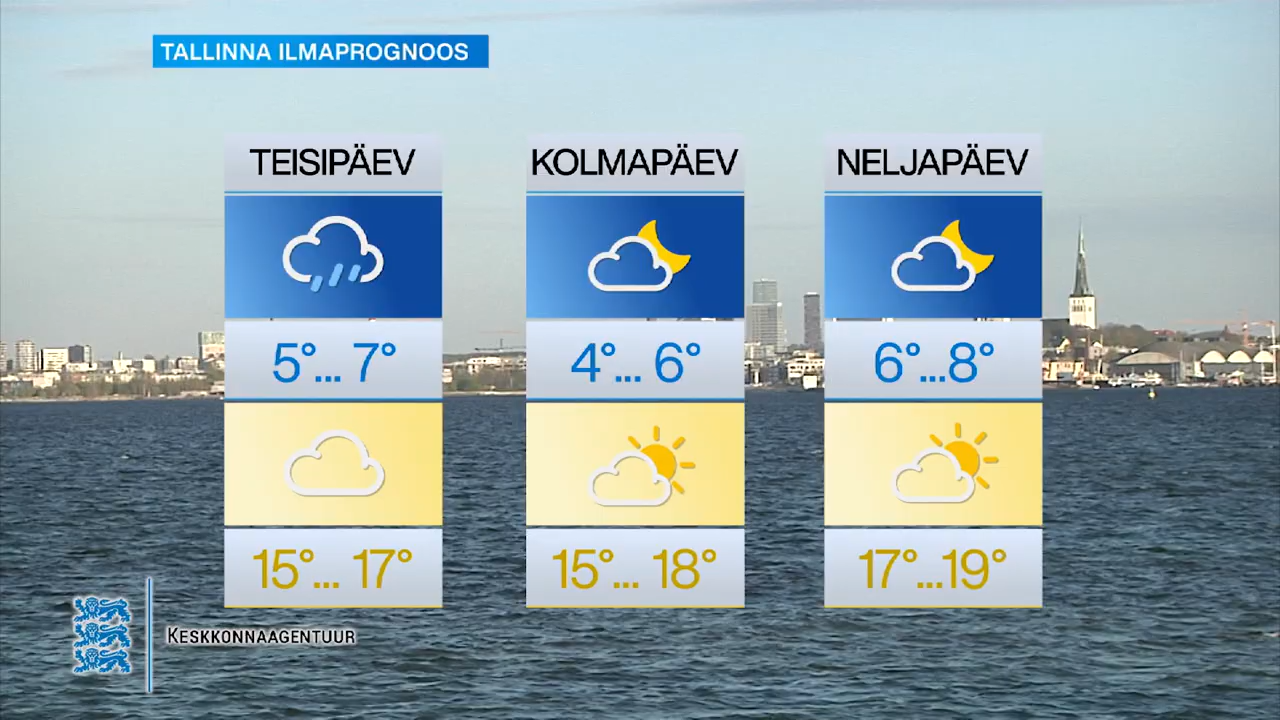 TALLINNA ILMAPROGNOOS
TEISIPÄEV
5°... 7°
15°... 17°
KOLMAPÄEV
4°... 6°
15°... 18°
NELJAPÄEV
6°...8°
17°...19°
KESKKONNAAGENTUUR